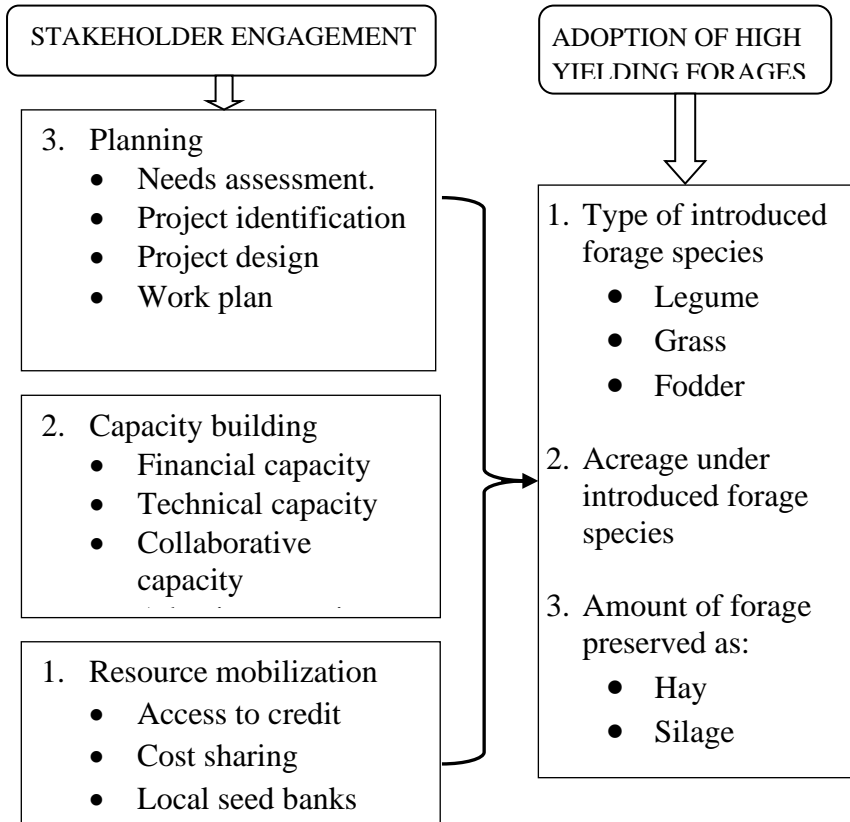 STAKEHOLDER ENGAGEMENT
3. Planning
• Needs assessment.
• Project identification
• Project design
• Work plan
2. Capacity building
• Financial capacity
• Technical capacity
• Collaborative
capacity
1. Resource mobilization
• Access to credit
• Cost sharing
• Local seed banks
ADOPTION OF HIGH
YIELDING FORAGES
1. Type of introduced
forage species
• Legume
• Grass
• Fodder
2. Acreage under
introduced forage
species
3. Amount of forage
preserved as:
• Hay
• Silage